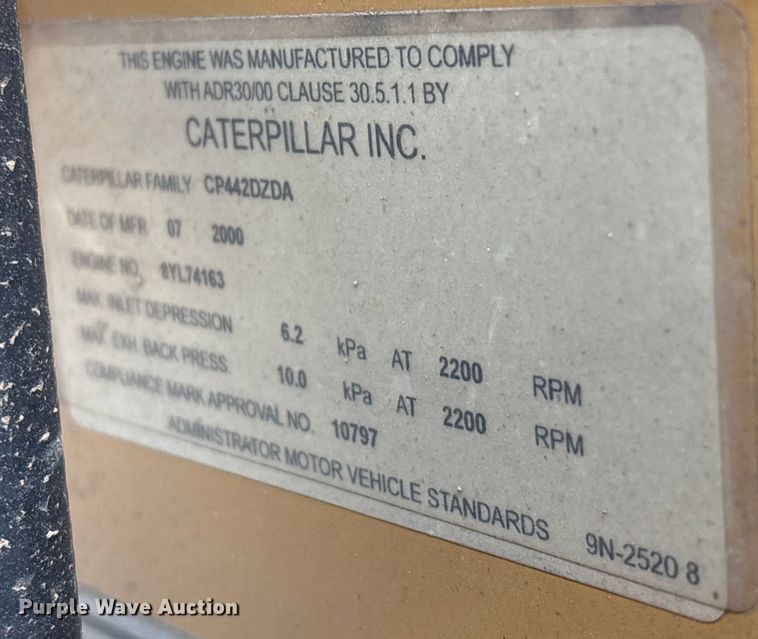 THIS ENGINE WAS MANUFACTURED TO COMPLY
WITH ADR30/00 CLAUSE 30.5.1.1 BY
CATERPILLAR INC.
CATERPILLAR FAMILY CP442DZDA
DATE OF MFR 07 2000
ENGINE NO. 8YL74163
MAX. INLET DEPRESSION 6.2 kPa AT 2200 RPM
MAX. EXH BACK PRESS. 10.0 kPa AT 2200 RPM
COMPLIANCE MARK APPROVAL NO. 10797
ADMINISTRATOR MOTOR VEHICLE STANDARDS 9N-2520 8
Purple Wave Auction